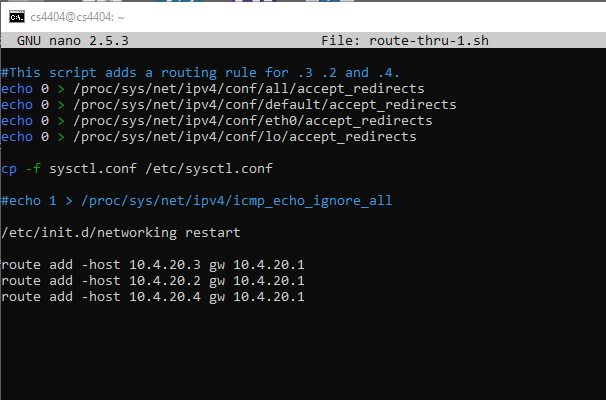 cs4404@cs4404: ~
GNU nano 2.5.3 File: route-thru-1.sh
#This script adds a routing rule for .3 .2 and .4.
echo 0 > /proc/sys/net/ipv4/conf/all/accept_redirects
echo 0 > /proc/sys/net/ipv4/conf/default/accept_redirects
echo 0 > /proc/sys/net/ipv4/conf/eth0/accept_redirects
echo 0 > /proc/sys/net/ipv4/conf/lo/accept_redirects
cp -f sysctl.conf /etc/sysctl.conf
#echo 1 > /proc/sys/net/ipv4/icmp_echo_ignore_all
/etc/init.d/networking restart
route add -host 10.4.20.3 gw 10.4.20.1
route add -host 10.4.20.2 gw 10.4.20.1
route add -host 10.4.20.4 gw 10.4.20.1